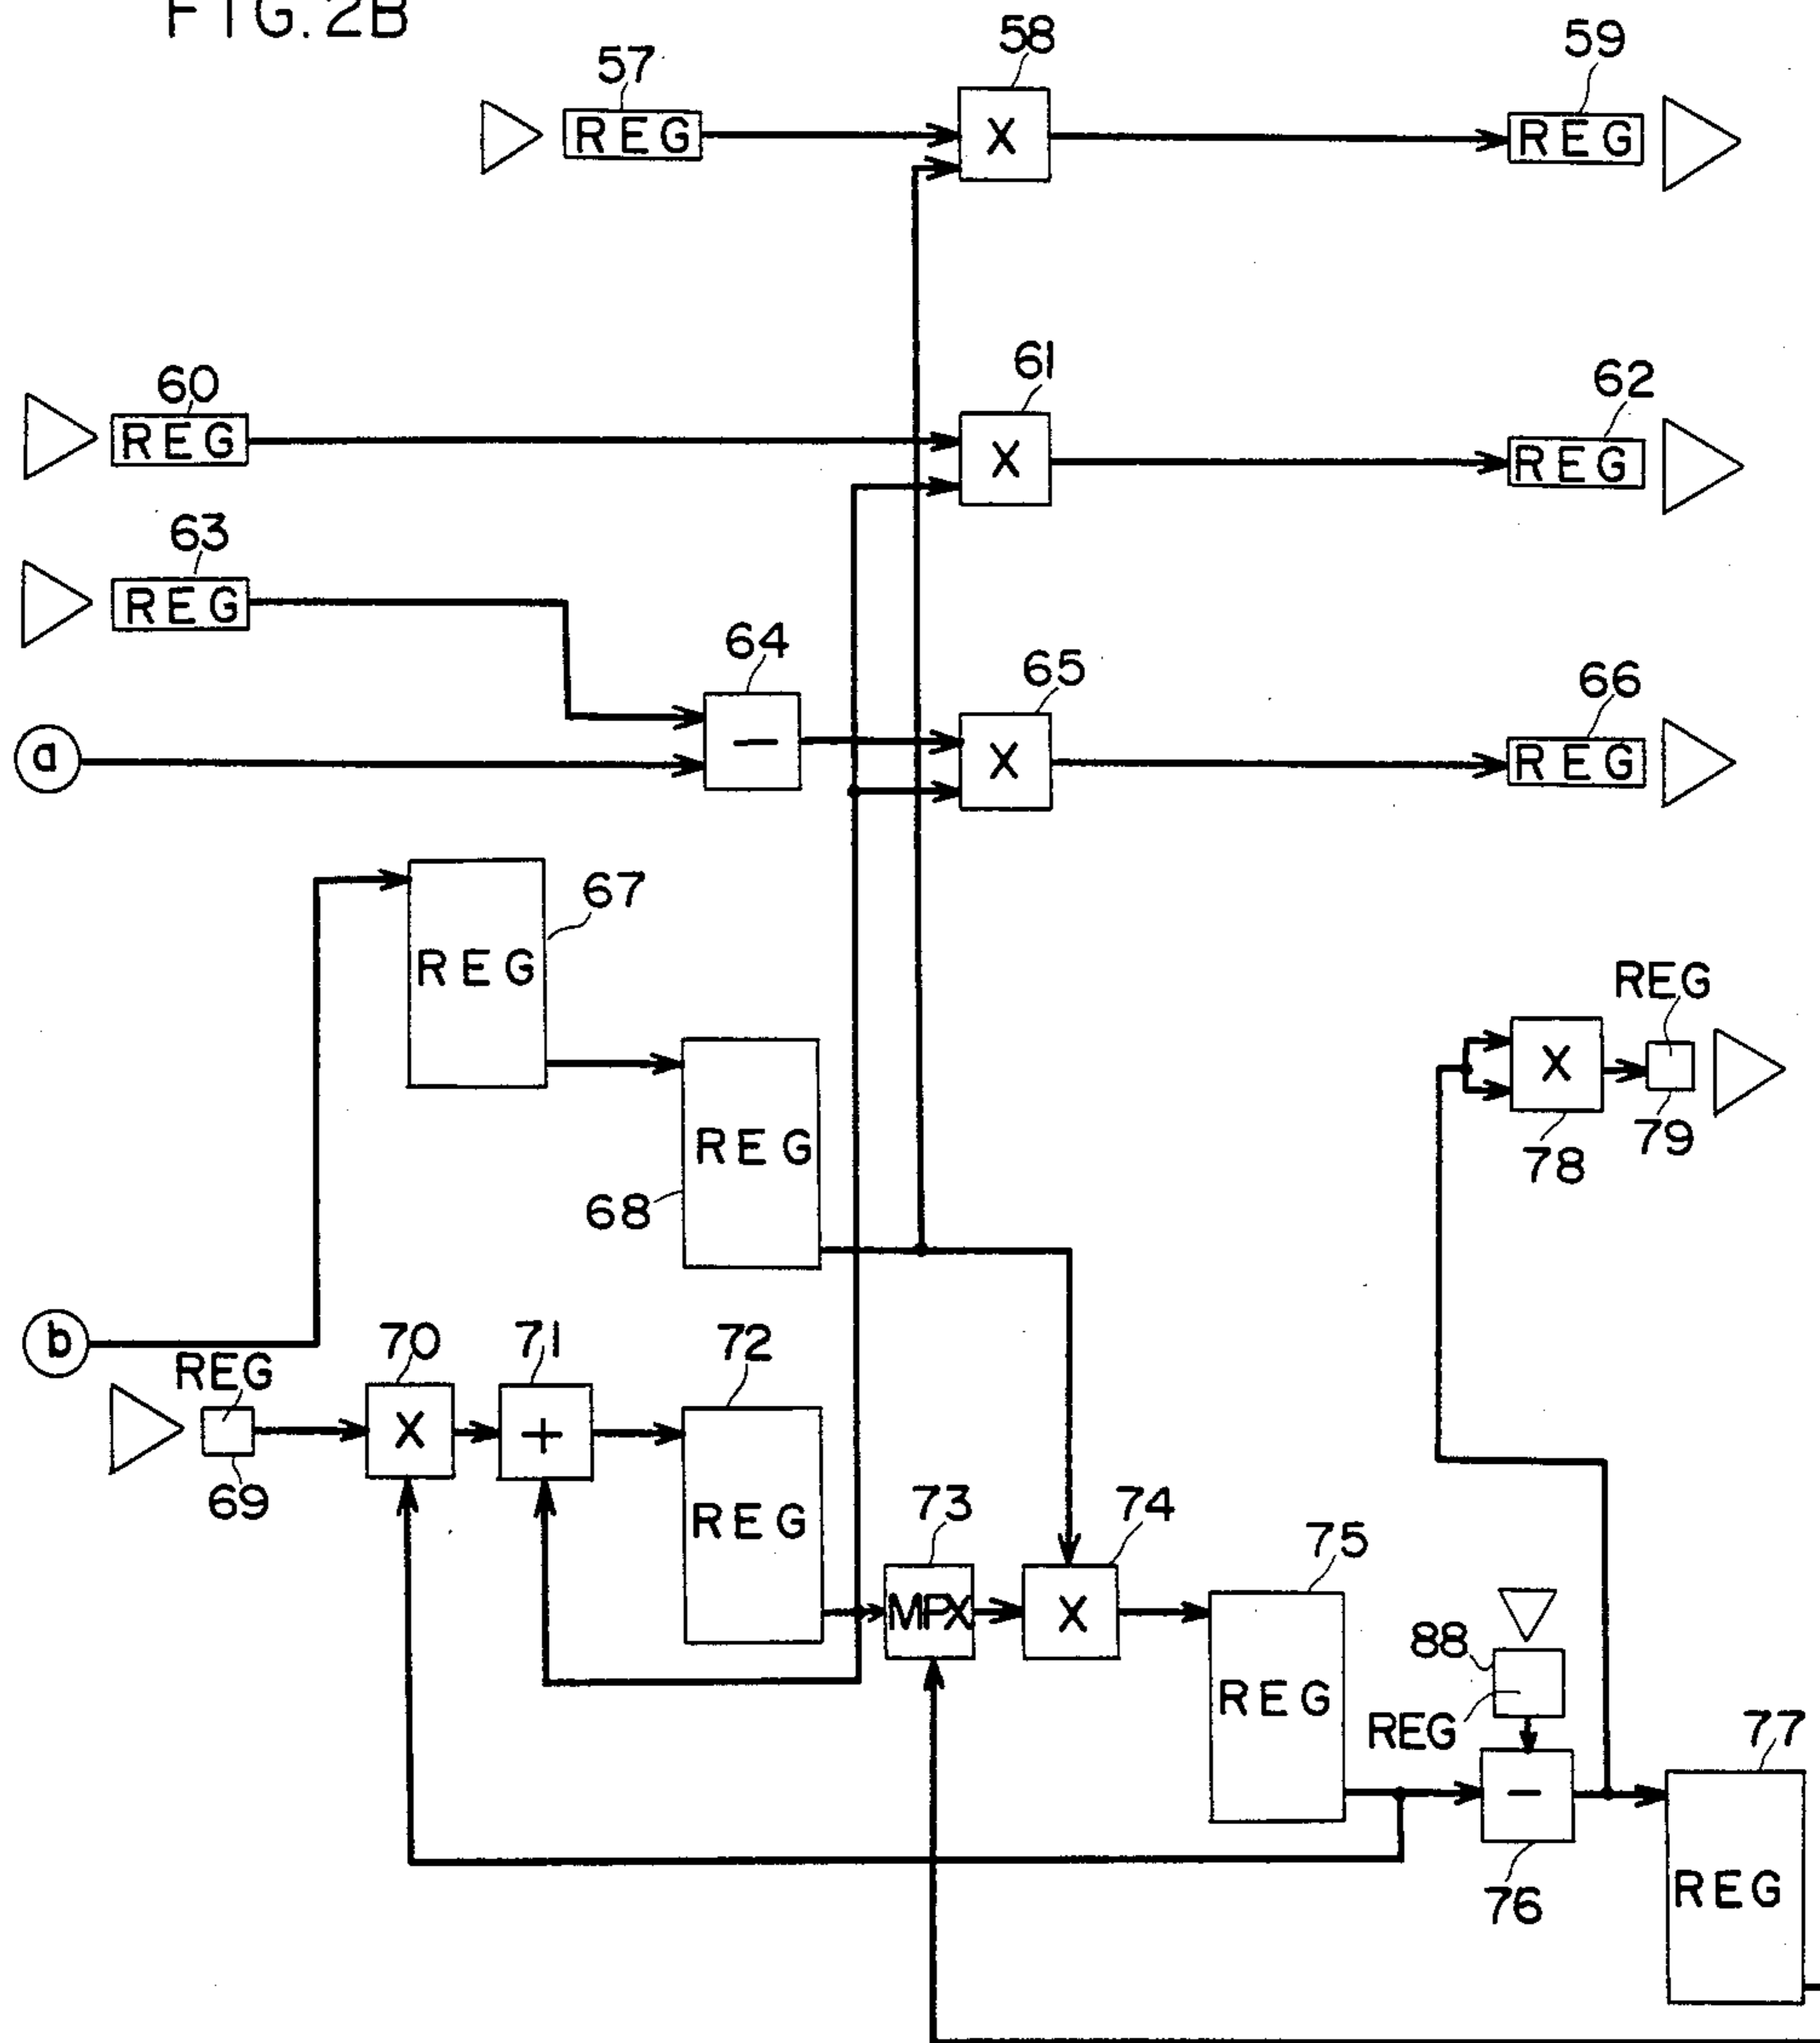 FIG. 2B
57
58
59
REG
X
REG
60
61
62
REG
X
REG
63
REG
64
65
66
a
−
X
REG
67
REG
REG
REG
68
X
78
79
b
REG
70
71
72
X
+
69
REG
73
74
75
MPX
X
88
REG
REG
77
−
76
REG